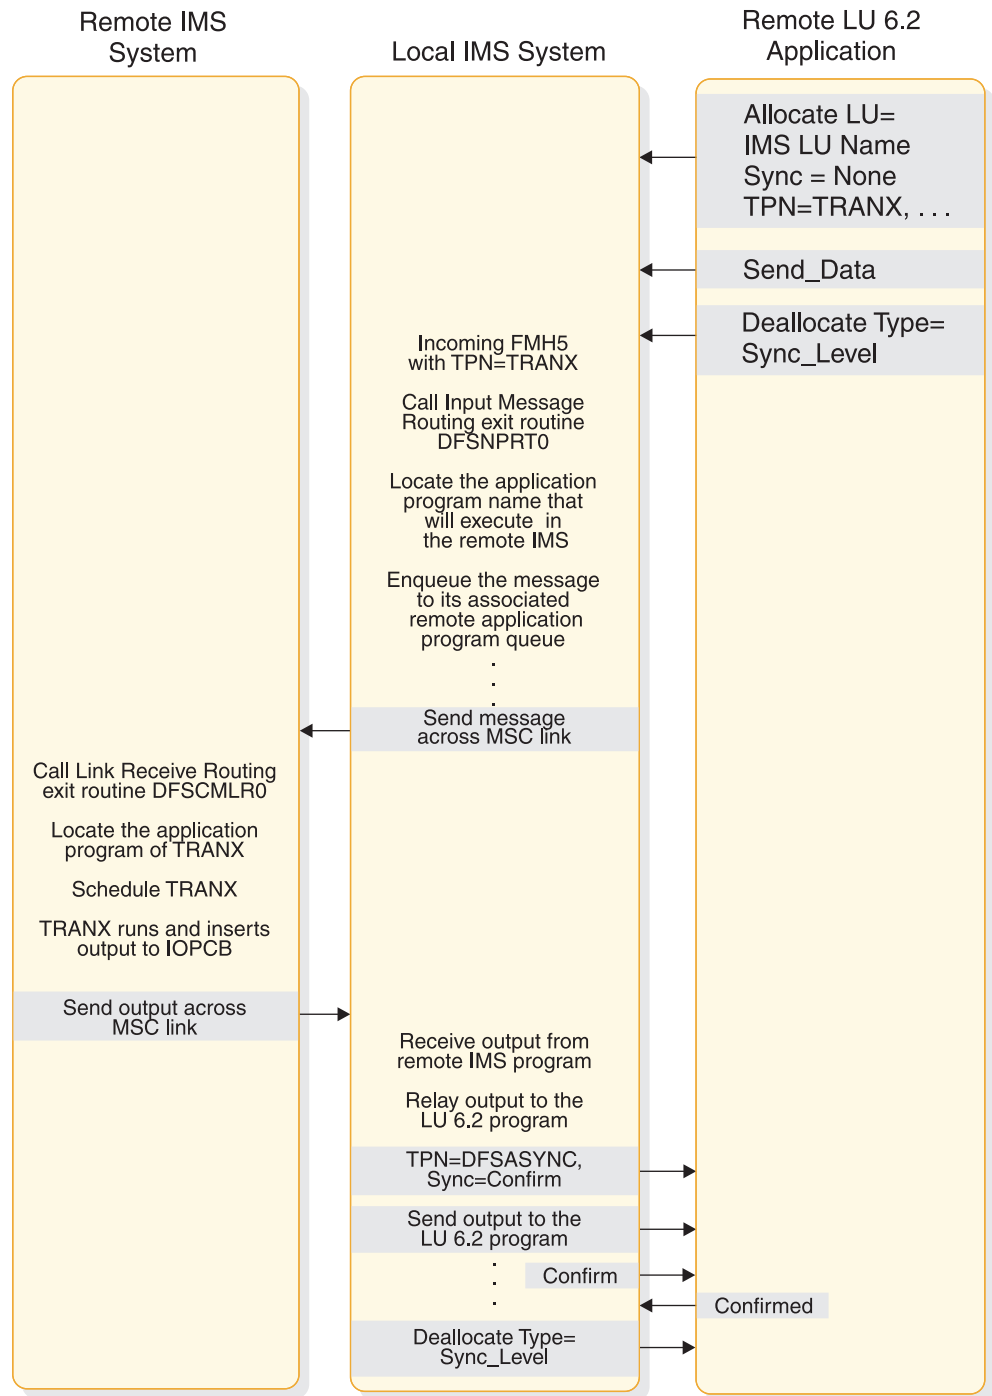 Remote IMS
System
Local IMS System
Remote LU 6.2
Application
Allocate LU=
IMS LU Name
Sync = None
TPN=TRANX, . . .
Send_Data
Deallocate Type=
Sync_Level
Incoming FMH5
with TPN=TRANX
Call Input Message
Routing exit routine
DFSNPRT0
Locate the application
program name that
will execute in
the remote IMS
Enqueue the message
to its associated
remote application
program queue
.
.
.
Send message
across MSC link
Call Link Receive Routing
exit routine DFSCMLR0
Locate the application
program of TRANX
Schedule TRANX
TRANX runs and inserts
output to IOPCB
Send output across
MSC link
Receive output from
remote IMS program
Relay output to the
LU 6.2 program
TPN=DFSASYNC,
Sync=Confirm
Send output to the
LU 6.2 program
.
.
.
Confirm
Confirmed
Deallocate Type=
Sync_Level